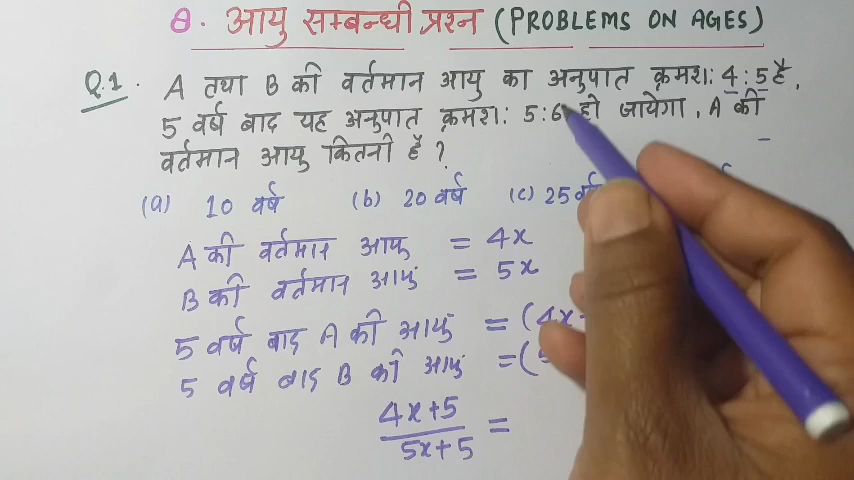 8. आयु सम्बन्धी प्रश्न (PROBLEMS ON AGES)
Q.1. A तथा B की वर्तमान आयु का अनुपात क्रमश: 4:5 है,
5 वर्ष बाद यह अनुपात क्रमश: 5:6 हो जायेगा, A की
वर्तमान आयु कितनी है ?
(a) 10 वर्ष (b) 20 वर्ष (c) 25
A की वर्तमान आयु = 4x
B की वर्तमान आयु = 5x
5 वर्ष बाद A की आयु = (4x
5 वर्ष बाद B की आयु = (
4x+5
5x+5 =